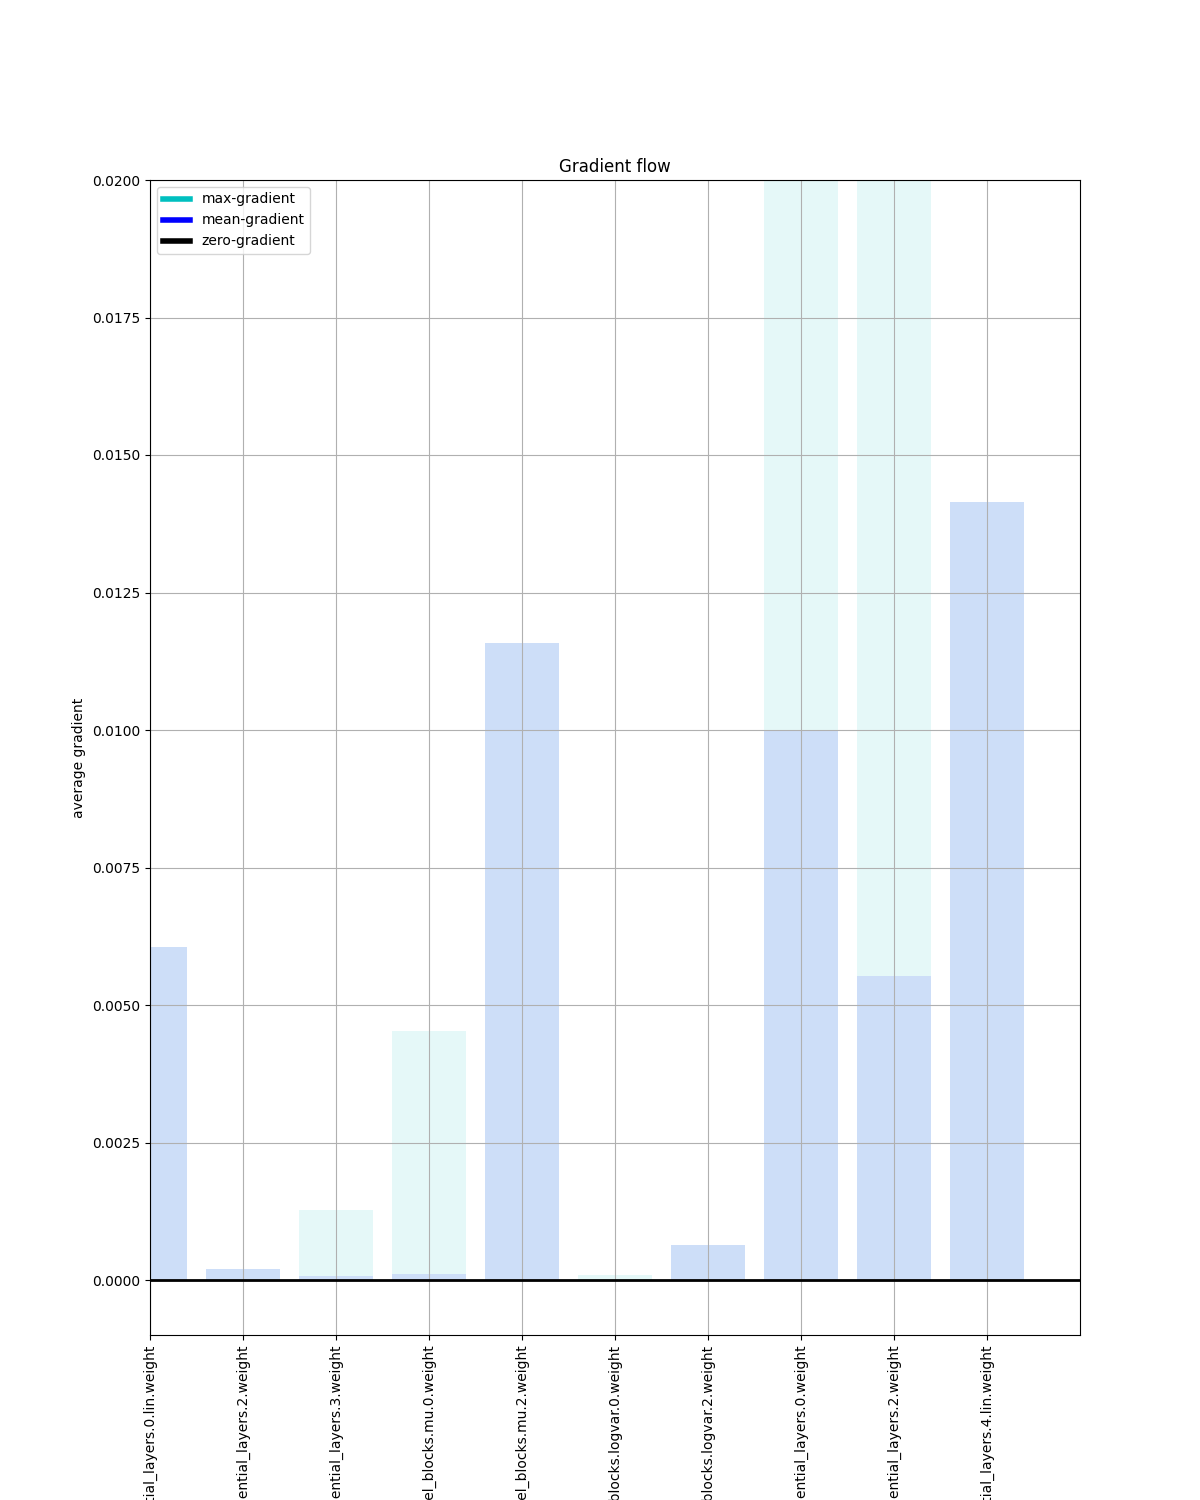 Gradient flow
max-gradient
mean-gradient
zero-gradient
0.0200
0.0175
0.0150
0.0125
0.0100
0.0075
0.0050
0.0025
0.0000
average gradient
tial_layers.0.lin.weight
ential_layers.2.weight
ential_layers.3.weight
el_blocks.mu.0.weight
el_blocks.mu.2.weight
blocks.logvar.0.weight
blocks.logvar.2.weight
ential_layers.0.weight
ential_layers.2.weight
tial_layers.4.lin.weight